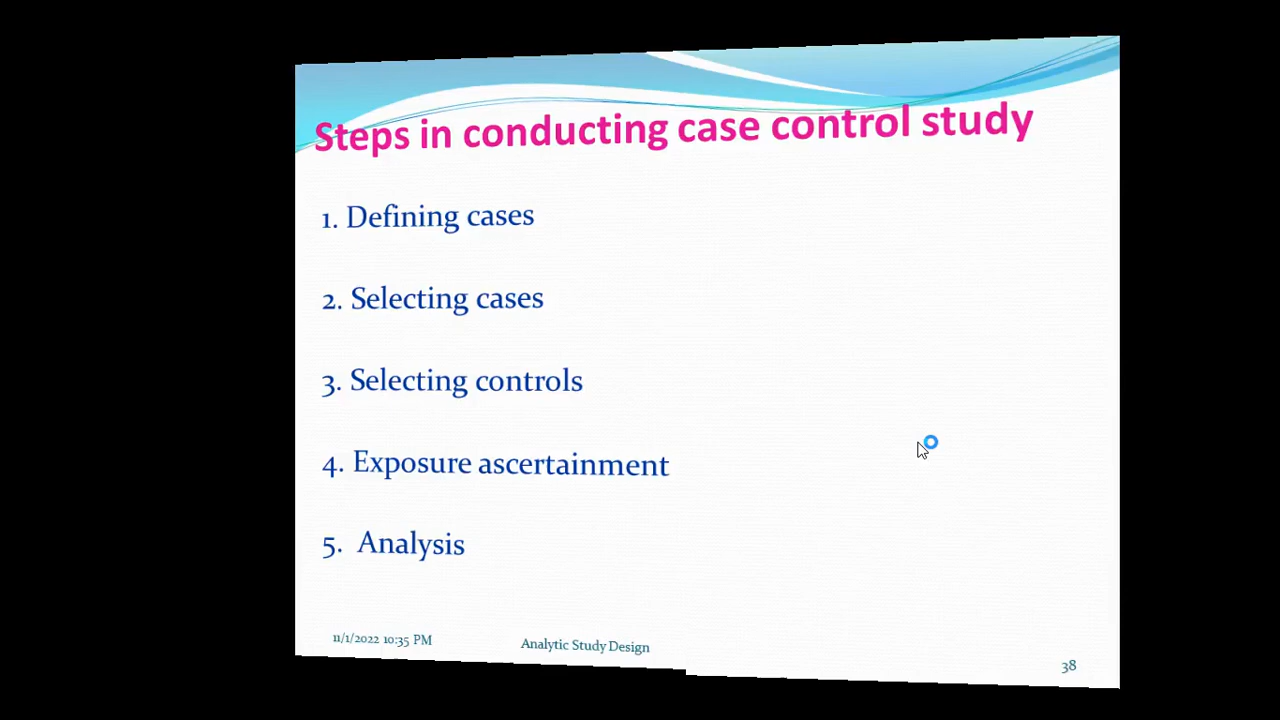 Steps in conducting case control study
1. Defining cases
2. Selecting cases
3. Selecting controls
4. Exposure ascertainment
5. Analysis
11/1/2022 10:35 PM
Analytic Study Design
38